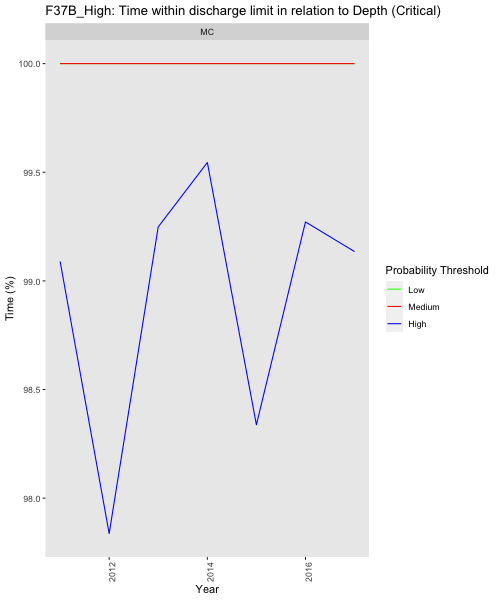 F37B_High: Time within discharge limit in relation to Depth (Critical)
MC
100.0
99.5
99.0
98.5
98.0
Time (%)
2012
2014
2016
Year
Probability Threshold
Low
Medium
High